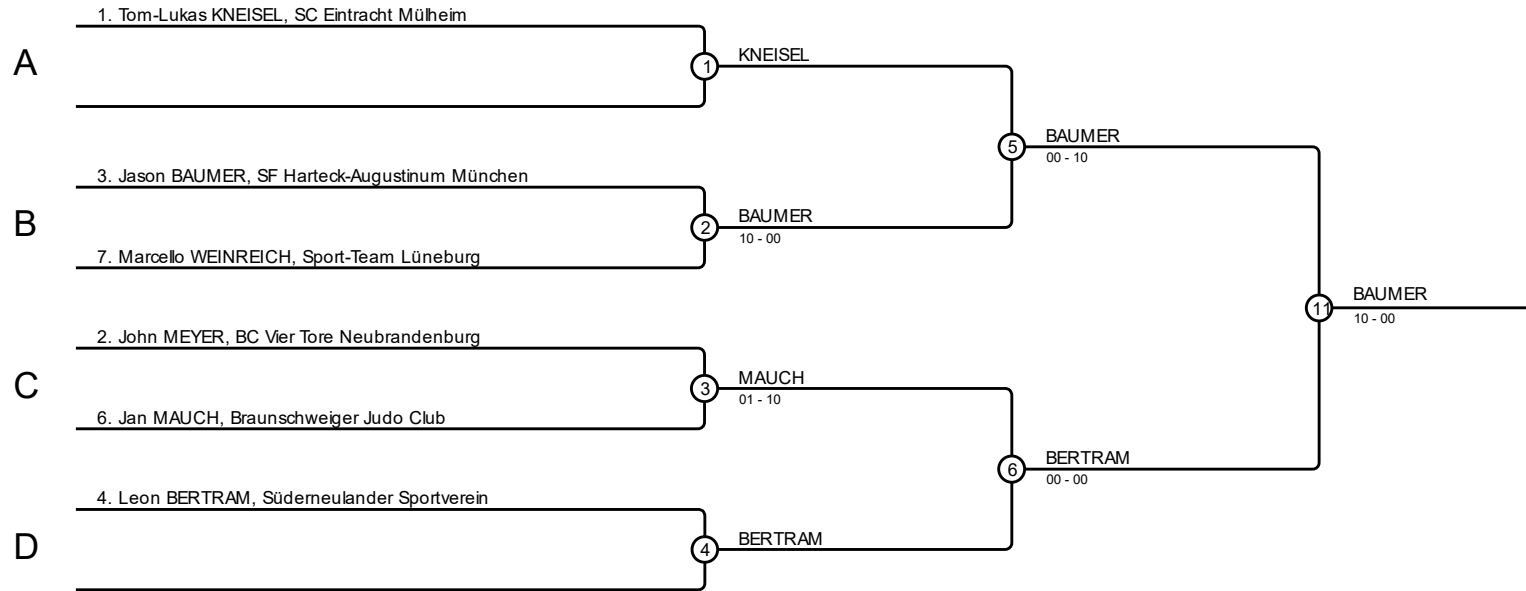 1. Tom-Lukas KNEISEL, SC Eintracht Mülheim
A
1
KNEISEL
5
BAUMER
00 - 10
3. Jason BAUMER, SF Harteck-Augustinum München
B
2
BAUMER
10 - 00
7. Marcello WEINREICH, Sport-Team Lüneburg
11
BAUMER
10 - 00
2. John MEYER, BC Vier Tore Neubrandenburg
C
3
MAUCH
01 - 10
6. Jan MAUCH, Braunschweiger Judo Club
6
BERTRAM
00 - 00
4. Leon BERTRAM, Süderneulander Sportverein
D
4
BERTRAM